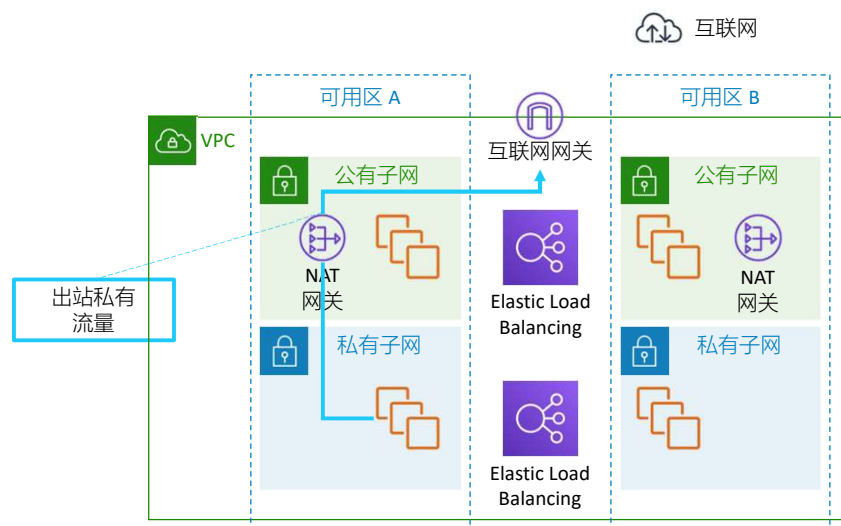 互联网
可用区 A
可用区 B
VPC
互联网网关
公有子网
公有子网
NAT
网关
NAT
网关
出站私有
流量
Elastic Load
Balancing
私有子网
私有子网
Elastic Load
Balancing